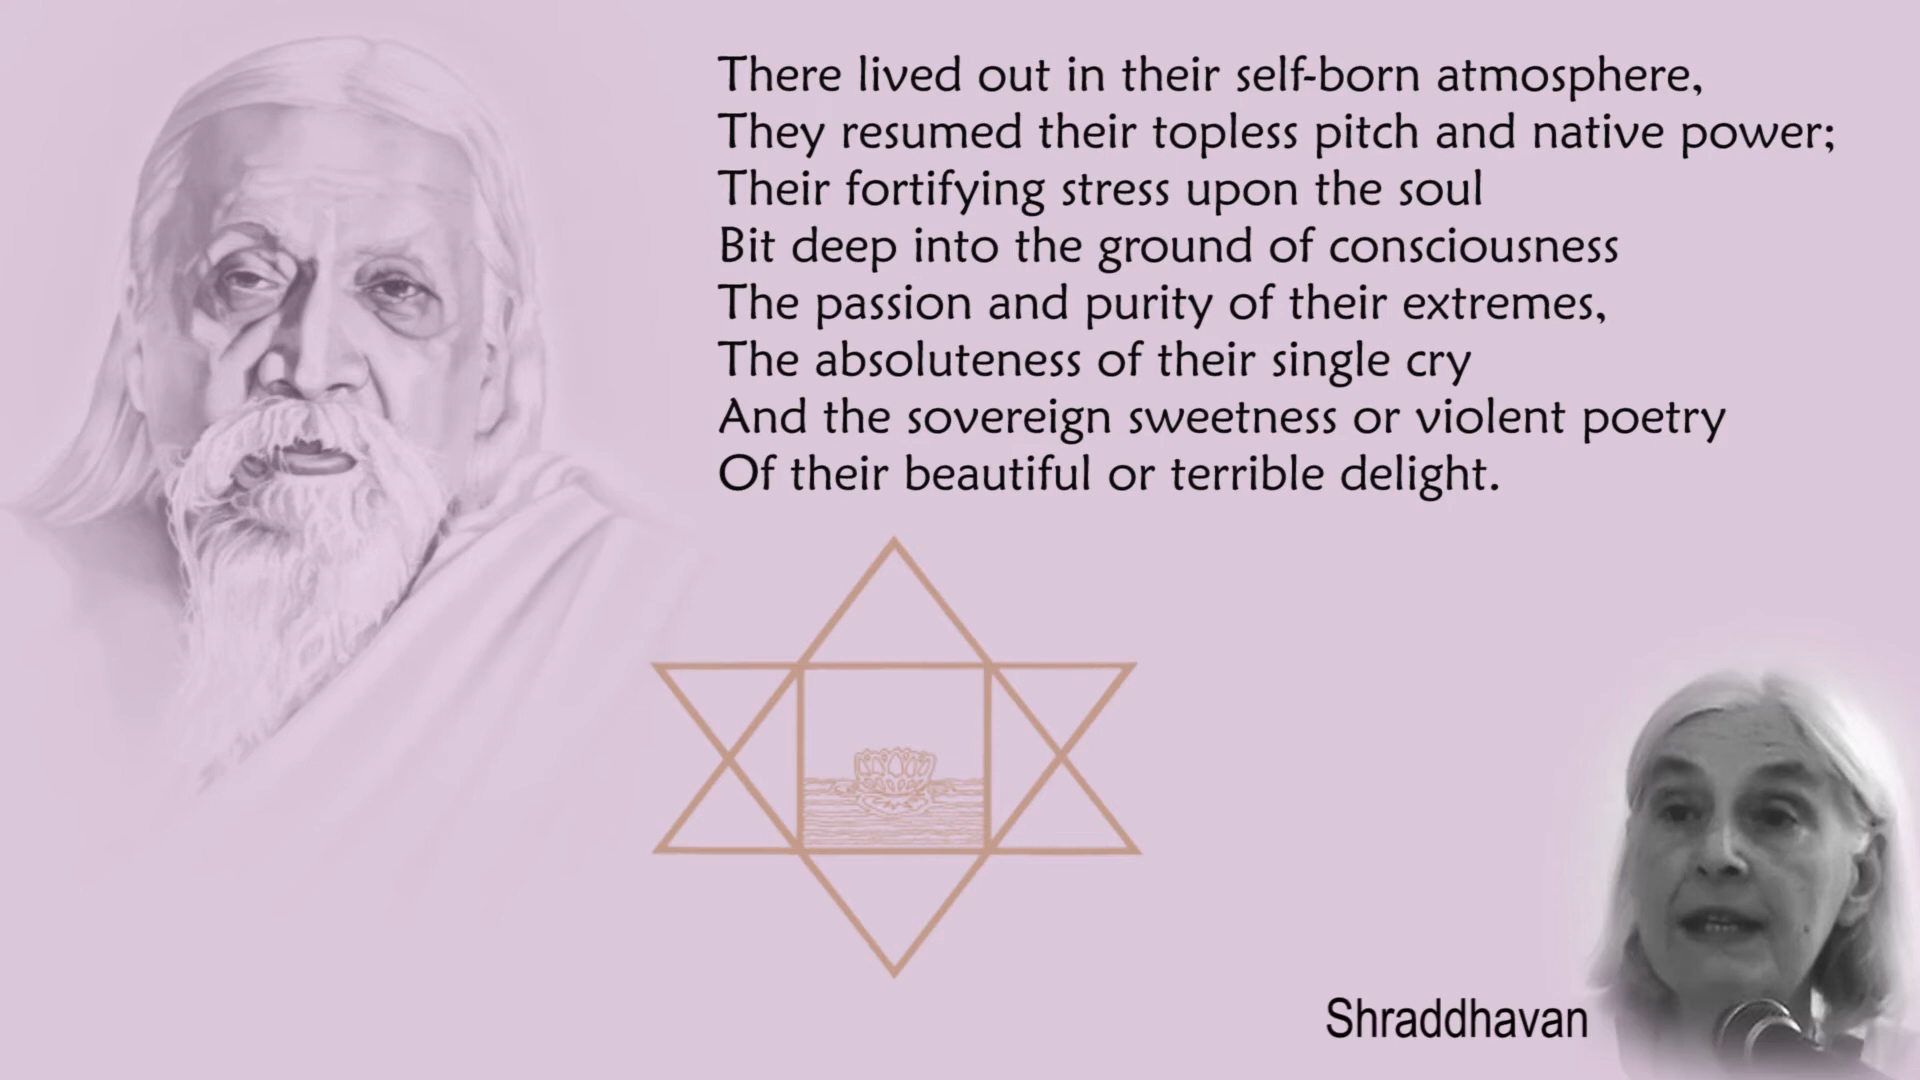 There lived out in their self-born atmosphere,
They resumed their topless pitch and native power;
Their fortifying stress upon the soul
Bit deep into the ground of consciousness
The passion and purity of their extremes,
The absoluteness of their single cry
And the sovereign sweetness or violent poetry
Of their beautiful or terrible delight.
Shraddhavan